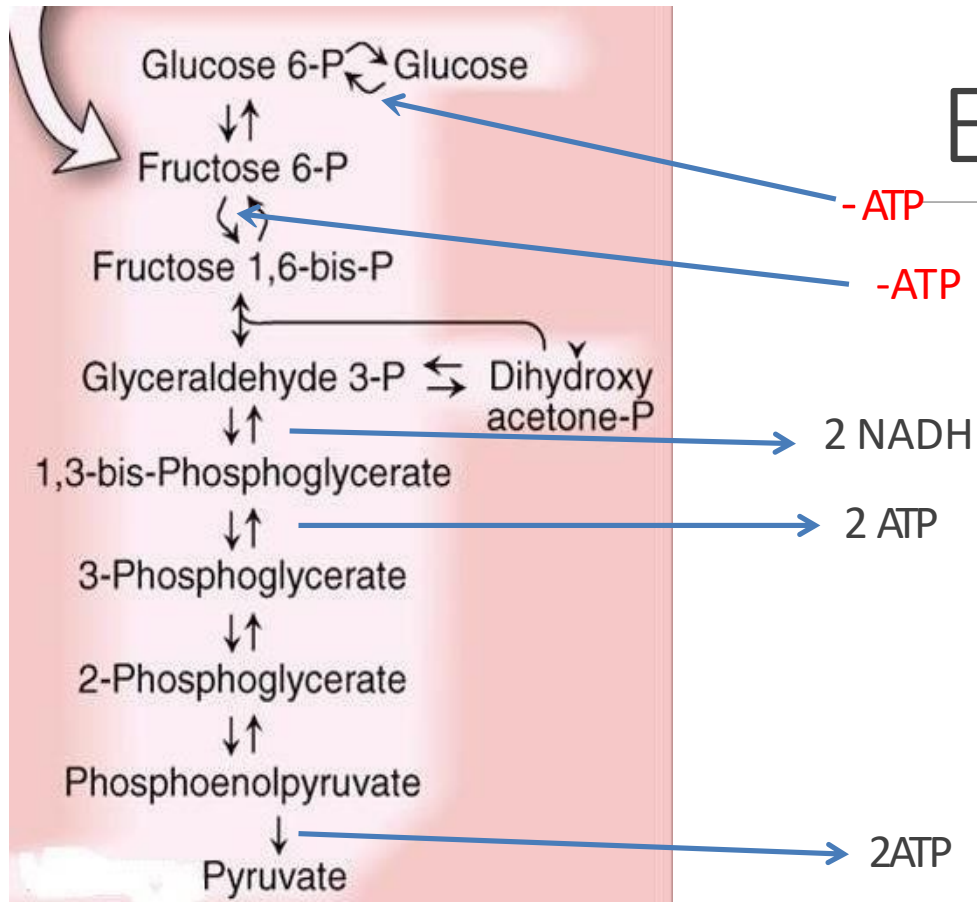 Glucose 6-P Glucose
E
Fructose 6-P
- ATP
Fructose 1,6-bis-P
-ATP
Glyceraldehyde 3-P Dihydroxy
acetone-P
2 NADH
1,3-bis-Phosphoglycerate
2 ATP
3-Phosphoglycerate
2-Phosphoglycerate
Phosphoenolpyruvate
2ATP
Pyruvate